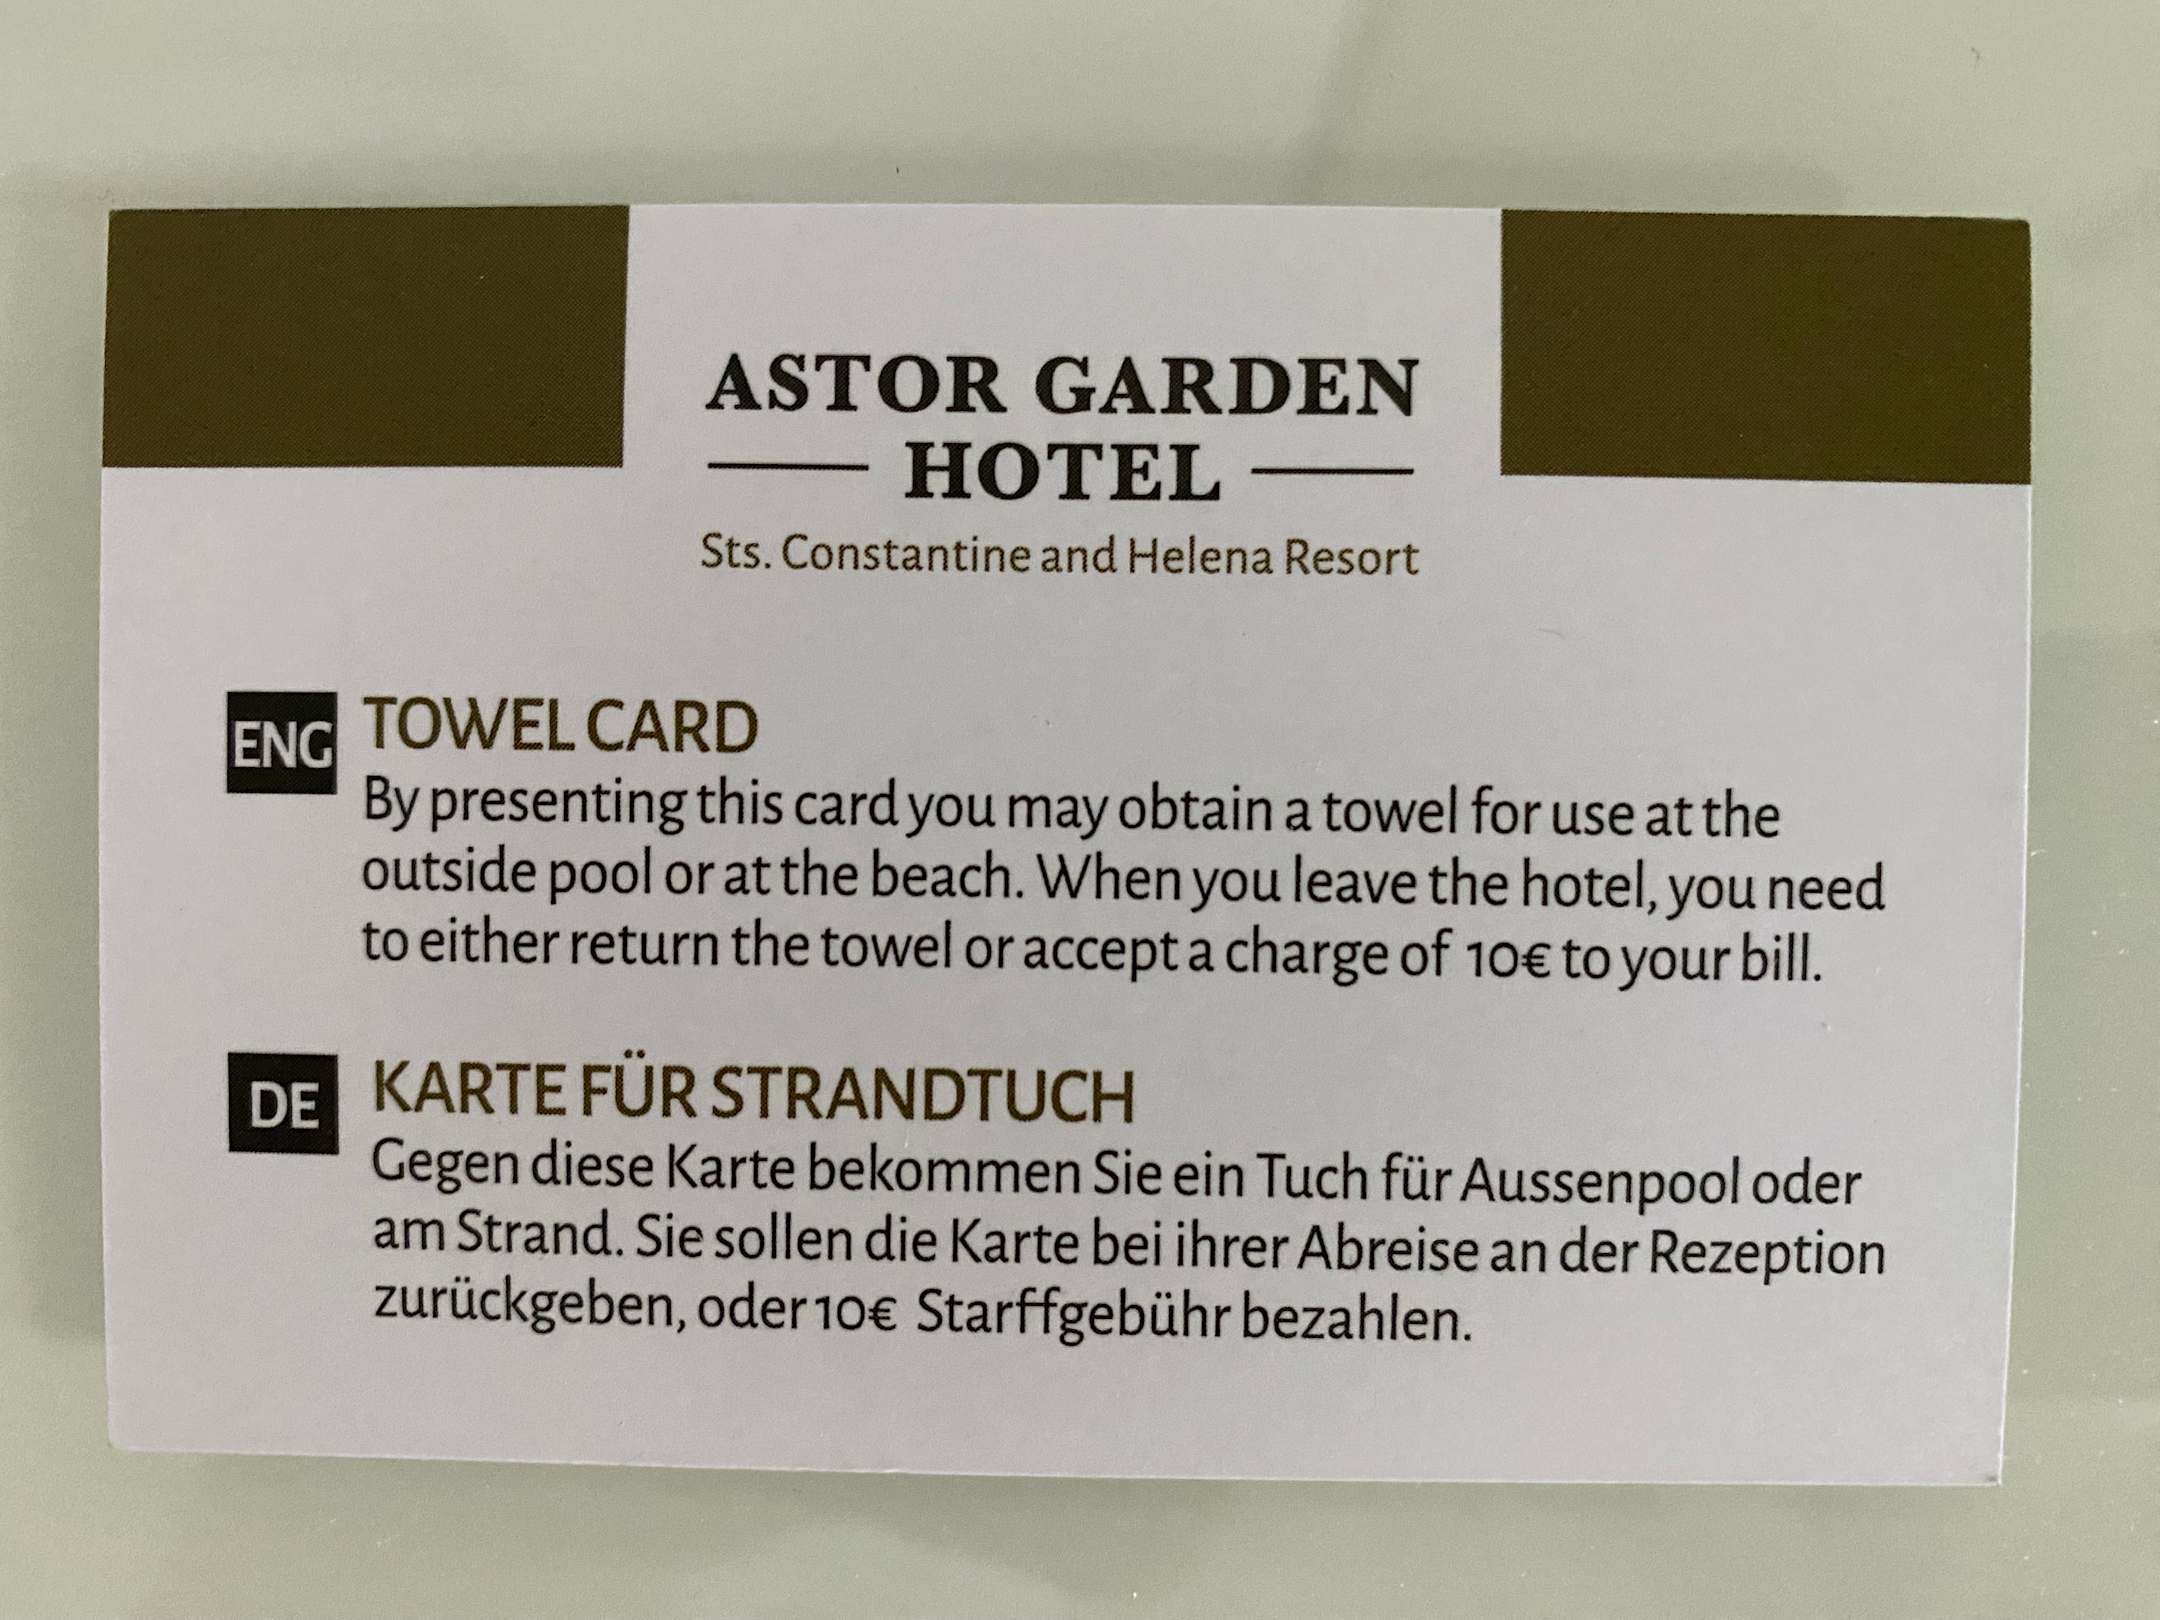 ASTOR GARDEN
HOTEL
Sts. Constantine and Helena Resort
ENG TOWEL CARD
By presenting this card you may obtain a towel for use at the
outside pool or at the beach. When you leave the hotel, you need
to either return the towel or accept a charge of 10€ to your bill.
DE KARTE FÜR STRANDTUCH
Gegen diese Karte bekommen Sie ein Tuch für Aussenpool oder
am Strand. Sie sollen die Karte bei ihrer Abreise an der Rezeption
zurückgeben, oder 10€ Starffgebühr bezahlen.